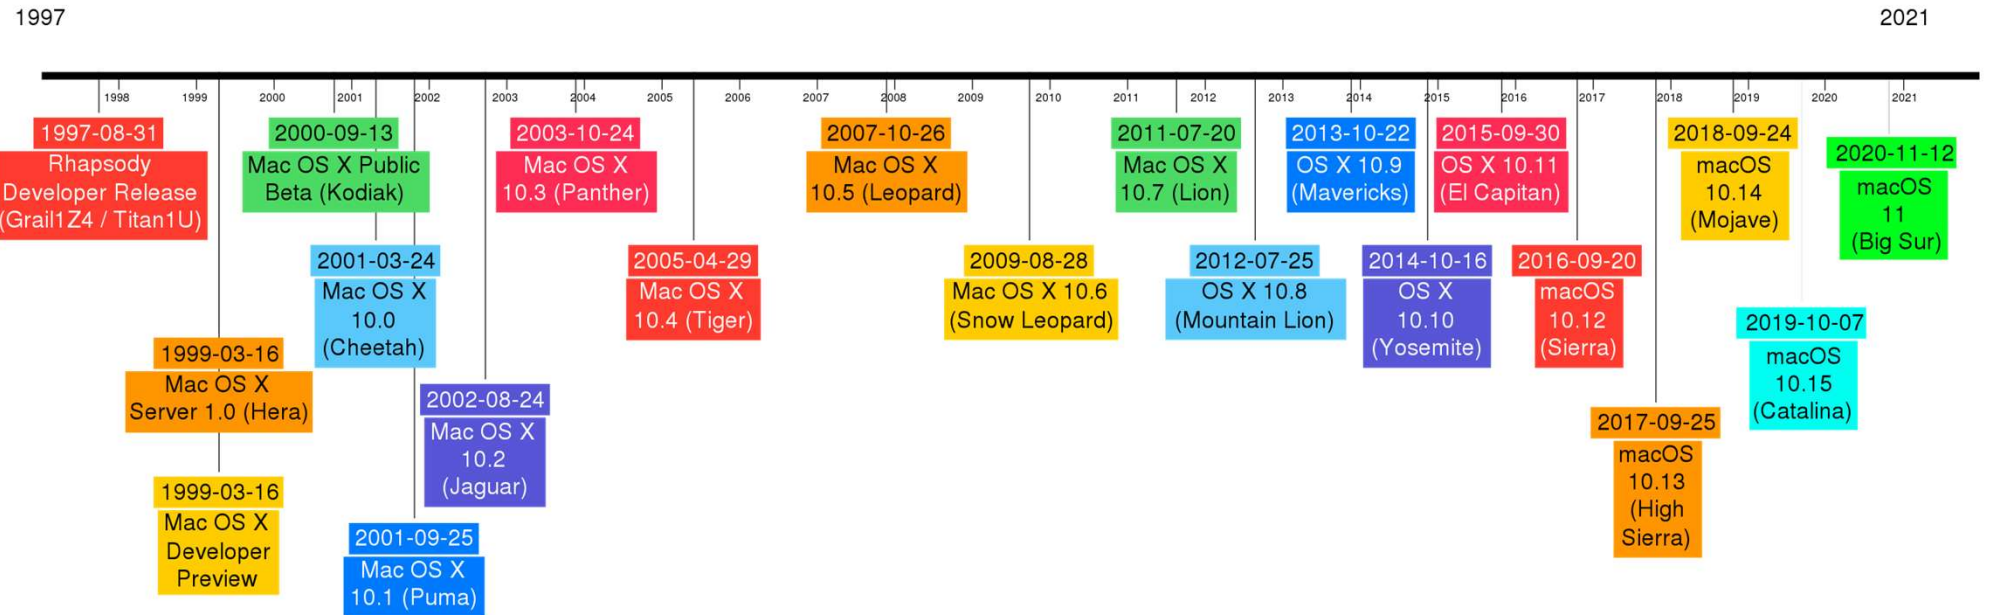 1997
2021
1998
1999
2000
2001
2002
2003
2004
2005
2006
2007
2008
2009
2010
2011
2012
2013
2014
2015
2016
2017
2018
2019
2020
2021
1997-08-31
Rhapsody
Developer Release
(Grail1Z4 / Titan1U)
1999-03-16
Mac OS X
Server 1.0 (Hera)
1999-03-16
Mac OS X
Developer
Preview
2000-09-13
Mac OS X Public
Beta (Kodiak)
2001-03-24
Mac OS X
10.0
(Cheetah)
2001-09-25
Mac OS X
10.1 (Puma)
2002-08-24
Mac OS X
10.2
(Jaguar)
2003-10-24
Mac OS X
10.3 (Panther)
2005-04-29
Mac OS X
10.4 (Tiger)
2007-10-26
Mac OS X
10.5 (Leopard)
2009-08-28
Mac OS X 10.6
(Snow Leopard)
2011-07-20
Mac OS X
10.7 (Lion)
2012-07-25
OS X 10.8
(Mountain Lion)
2013-10-22
OS X 10.9
(Mavericks)
2014-10-16
OS X
10.10
(Yosemite)
2015-09-30
OS X 10.11
(El Capitan)
2016-09-20
macOS
10.12
(Sierra)
2017-09-25
macOS
10.13
(High
Sierra)
2018-09-24
macOS
10.14
(Mojave)
2019-10-07
macOS
10.15
(Catalina)
2020-11-12
macOS
11
(Big Sur)